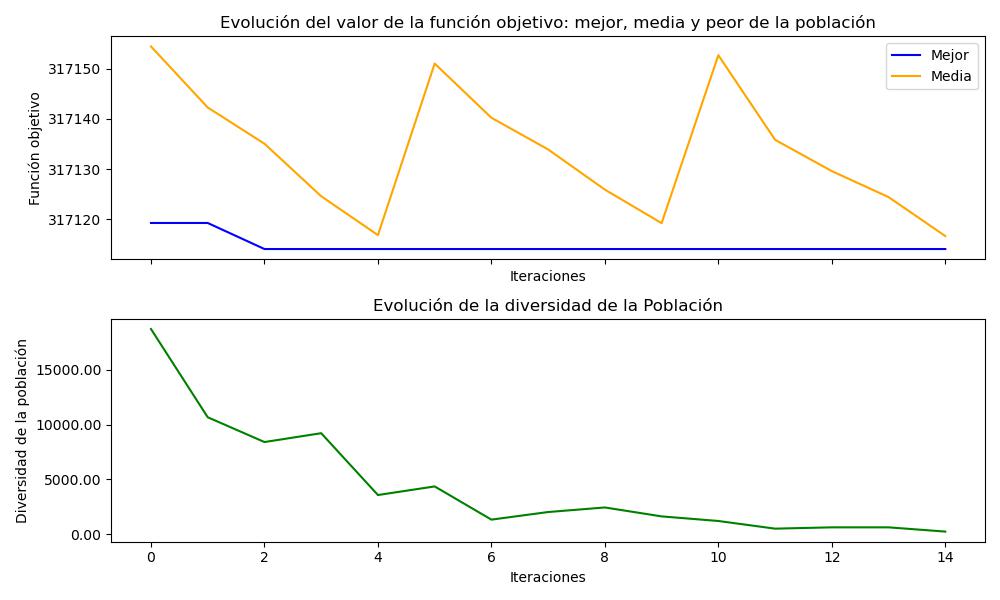 Evolución del valor de la función objetivo: mejor, media y peor de la población
Mejor
Media
Función objetivo
317150
317140
317130
317120
Iteraciones
Evolución de la diversidad de la Población
Diversidad de la población
15000.00
10000.00
5000.00
0.00
0 2 4 6 8 10 12 14
Iteraciones